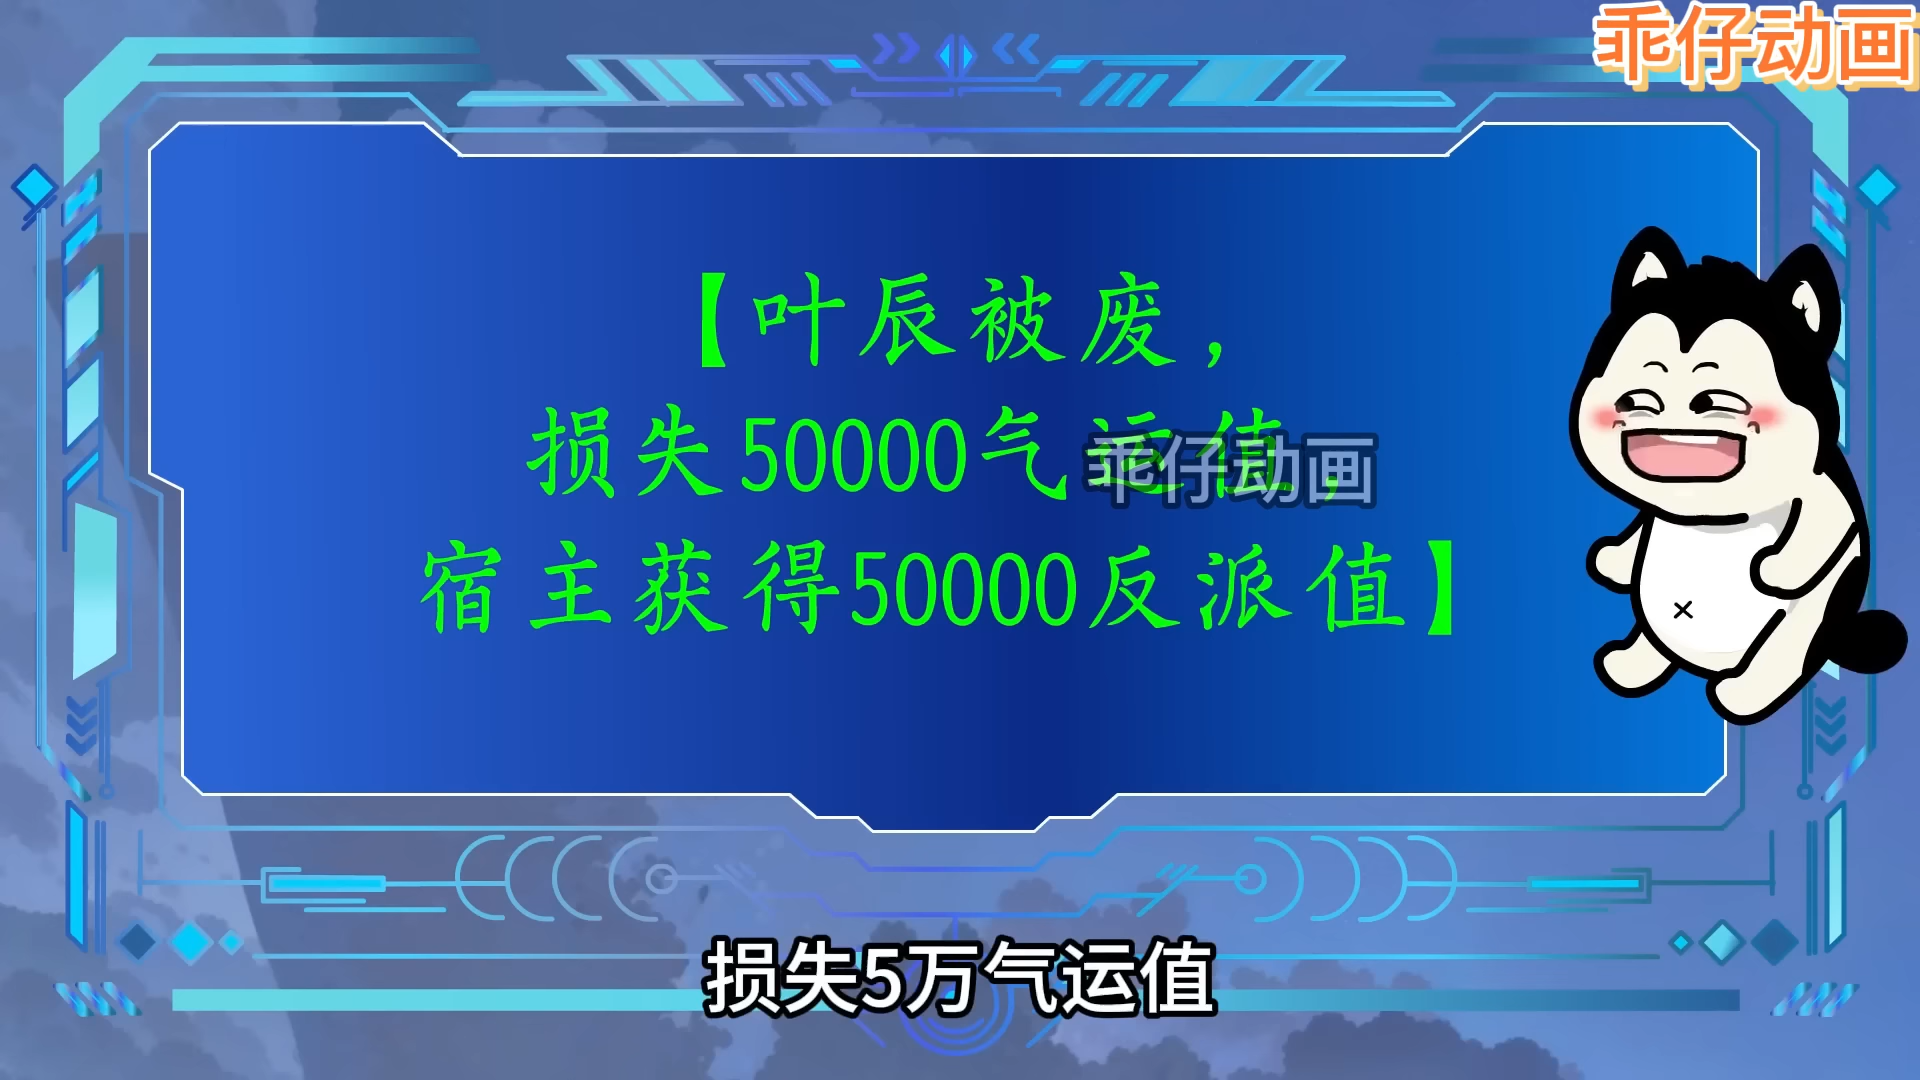 乖仔动画
【叶辰被废，
损失50000气运值，
乖仔动画
宿主获得50000反派值】
损失5万气运值